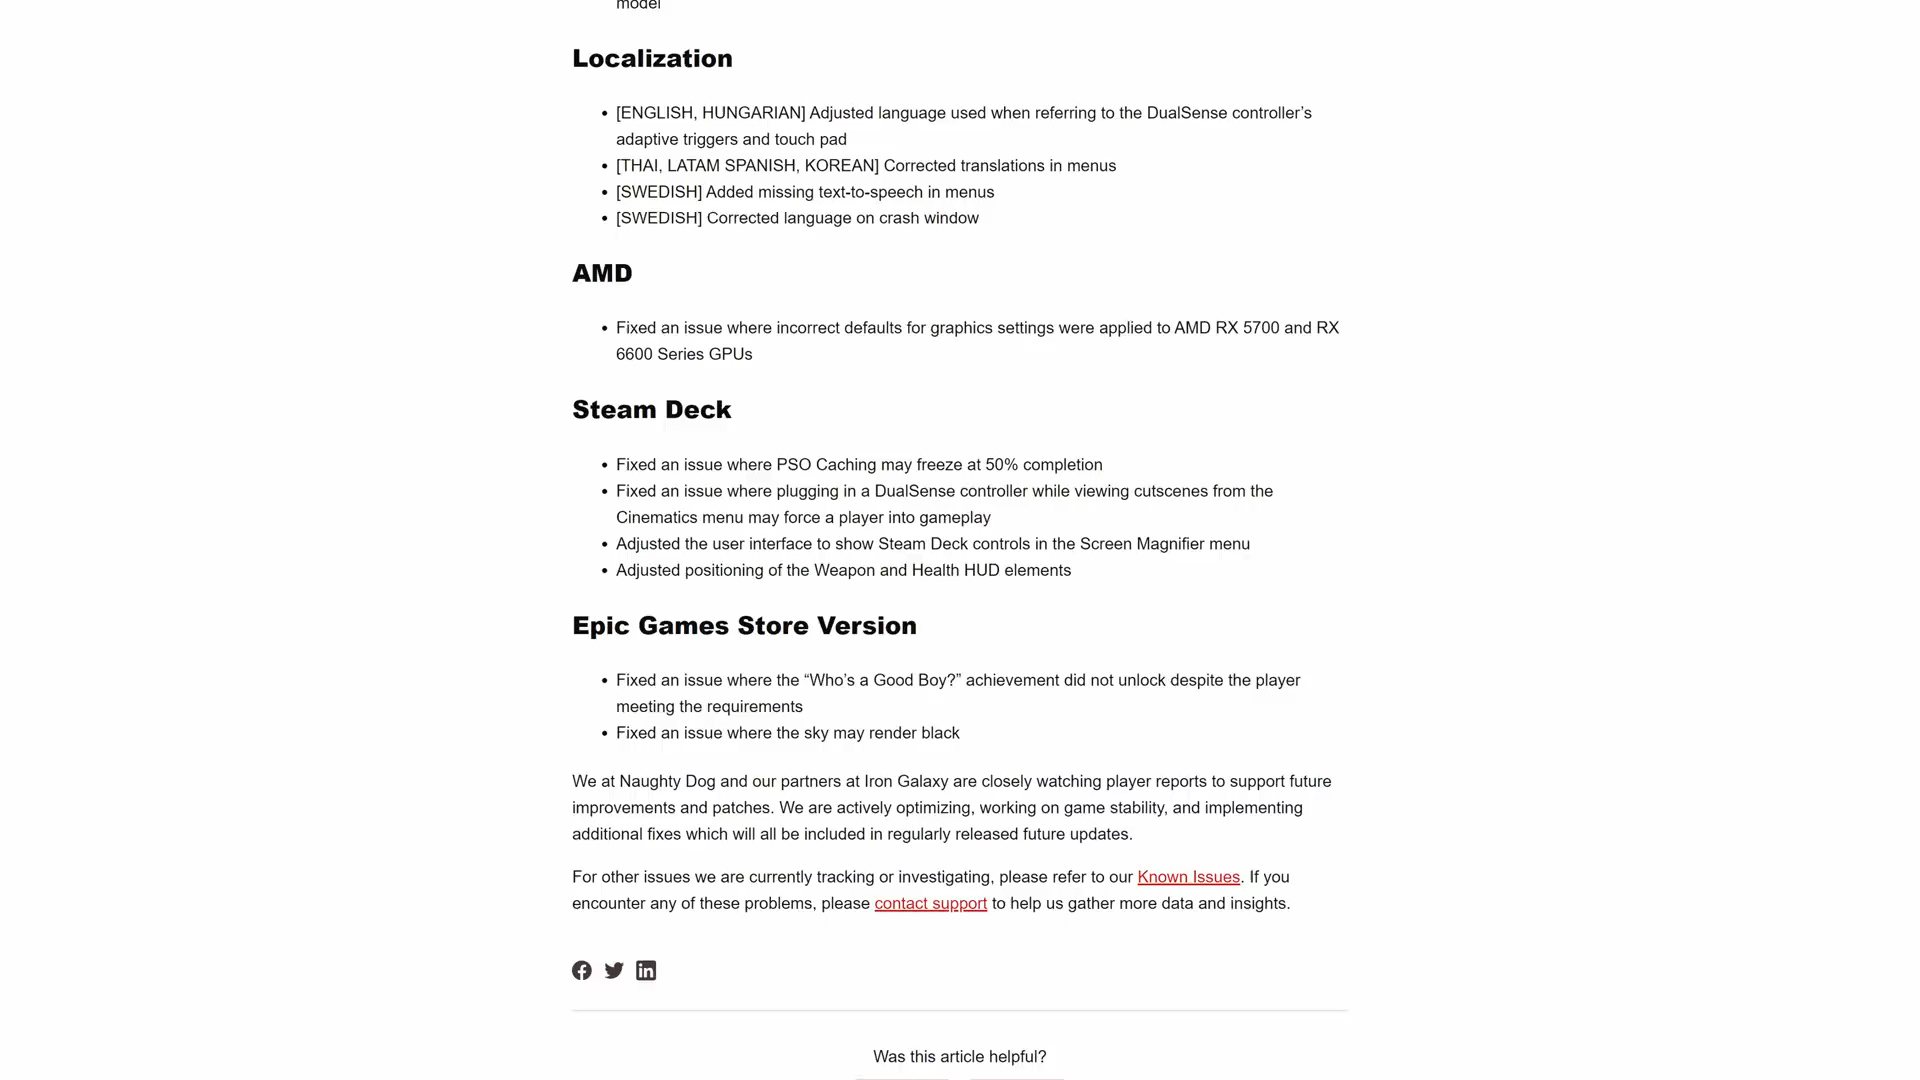 model
Localization
• [ENGLISH, HUNGARIAN] Adjusted language used when referring to the DualSense controller’s
adaptive triggers and touch pad
• [THAI, LATAM SPANISH, KOREAN] Corrected translations in menus
• [SWEDISH] Added missing text-to-speech in menus
• [SWEDISH] Corrected language on crash window
AMD
• Fixed an issue where incorrect defaults for graphics settings were applied to AMD RX 5700 and RX
6600 Series GPUs
Steam Deck
• Fixed an issue where PSO Caching may freeze at 50% completion
• Fixed an issue where plugging in a DualSense controller while viewing cutscenes from the
Cinematics menu may force a player into gameplay
• Adjusted the user interface to show Steam Deck controls in the Screen Magnifier menu
• Adjusted positioning of the Weapon and Health HUD elements
Epic Games Store Version
• Fixed an issue where the “Who’s a Good Boy?” achievement did not unlock despite the player
meeting the requirements
• Fixed an issue where the sky may render black
We at Naughty Dog and our partners at Iron Galaxy are closely watching player reports to support future
improvements and patches. We are actively optimizing, working on game stability, and implementing
additional fixes which will all be included in regularly released future updates.
For other issues we are currently tracking or investigating, please refer to our Known Issues. If you
encounter any of these problems, please contact support to help us gather more data and insights.
Was this article helpful?